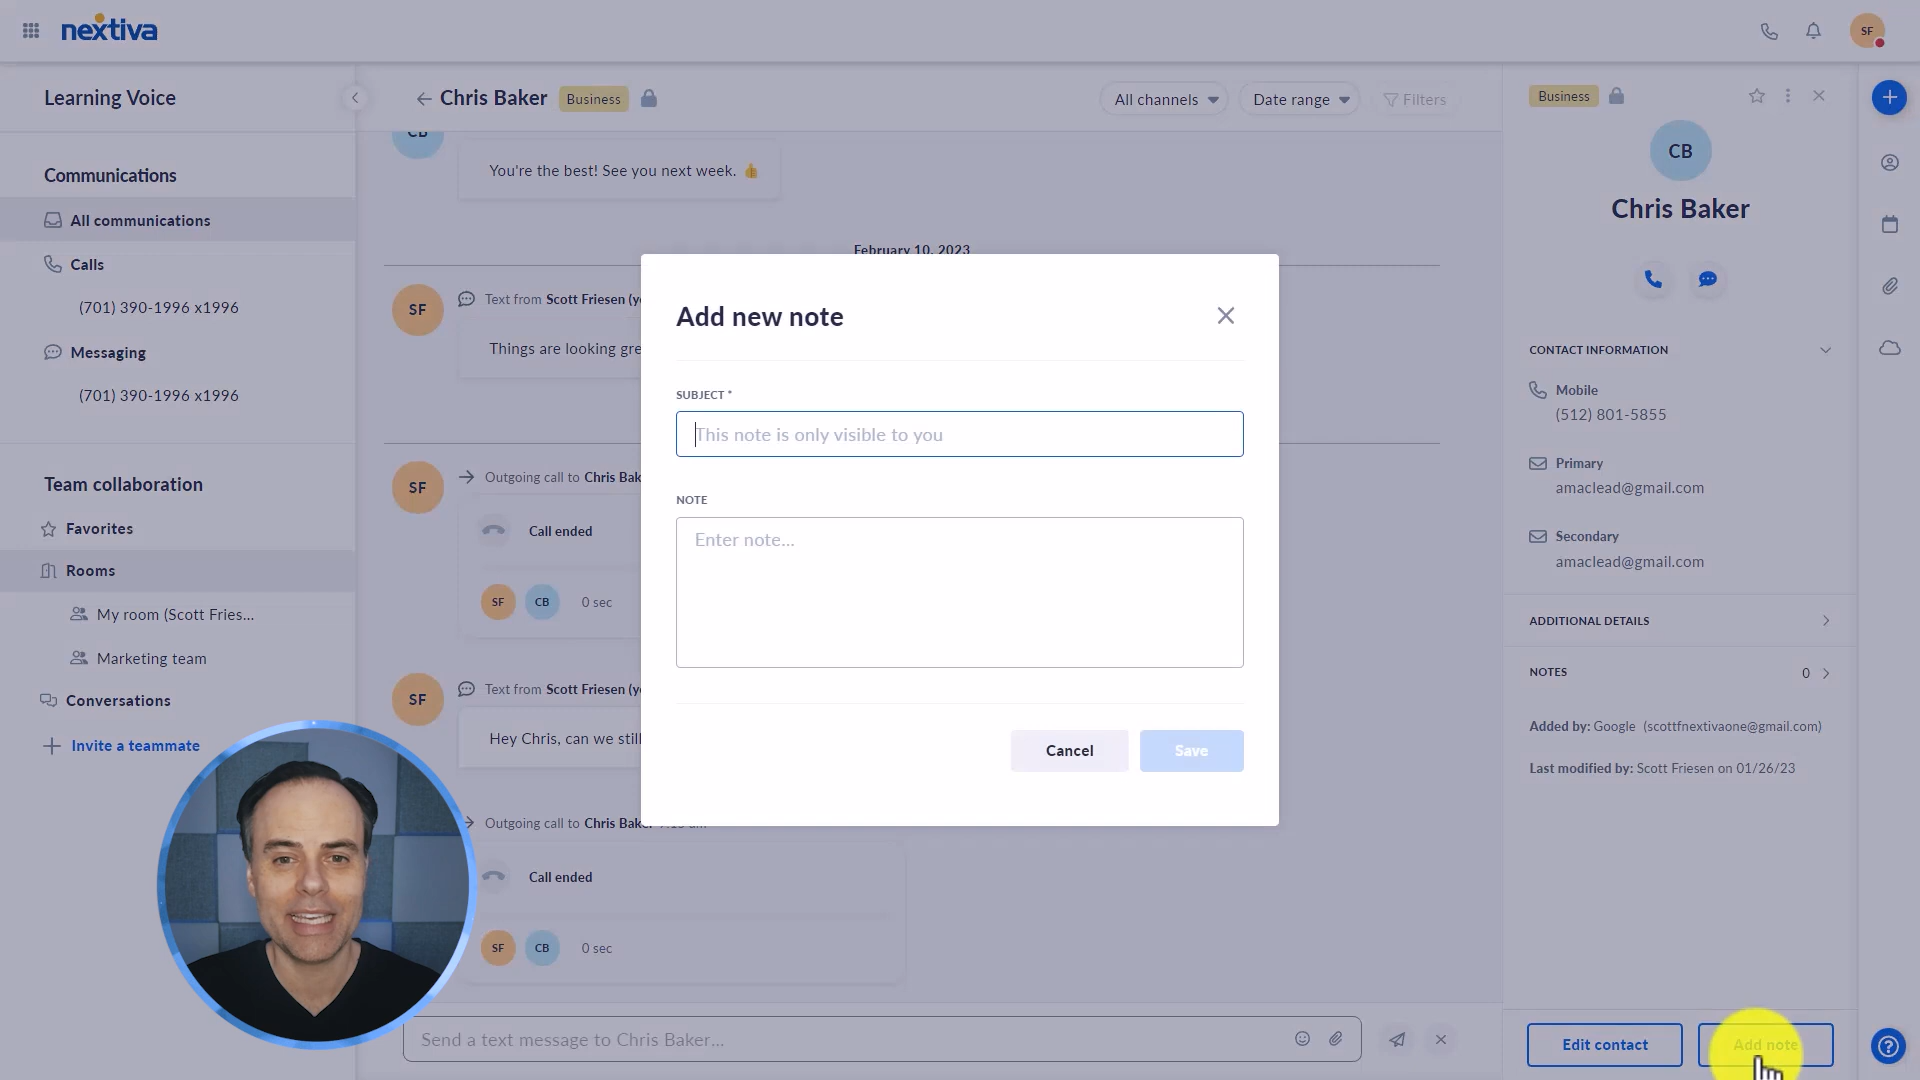 nextiva
SF
Learning Voice
Communications
All communications
Calls
(701) 390-1996 x1996
Messaging
(701) 390-1996 x1996
Team collaboration
Favorites
Rooms
My room (Scott Fries...
Marketing team
Conversations
Invite a teammate
Chris Baker
Business
All channels
Date range
Filters
CB
You're the best! See you next week. 👍
February 10, 2023
SF
Text from Scott Friesen (y
Things are looking gre
SF
Outgoing call to Chris Bak
Call ended
SF CB 0 sec
SF
Text from Scott Friesen (y
Hey Chris, can we still
Outgoing call to Chris Bake
Call ended
SF CB 0 sec
Send a text message to Chris Baker...
Add new note
SUBJECT *
This note is only visible to you
NOTE
Enter note...
Cancel
Save
Business
CB
Chris Baker
CONTACT INFORMATION
Mobile
(512) 801-5855
Primary
amaclead@gmail.com
Secondary
amaclead@gmail.com
ADDITIONAL DETAILS
NOTES 0
Added by: Google (scottfnextivaone@gmail.com)
Last modified by: Scott Friesen on 01/26/23
Edit contact
Add note